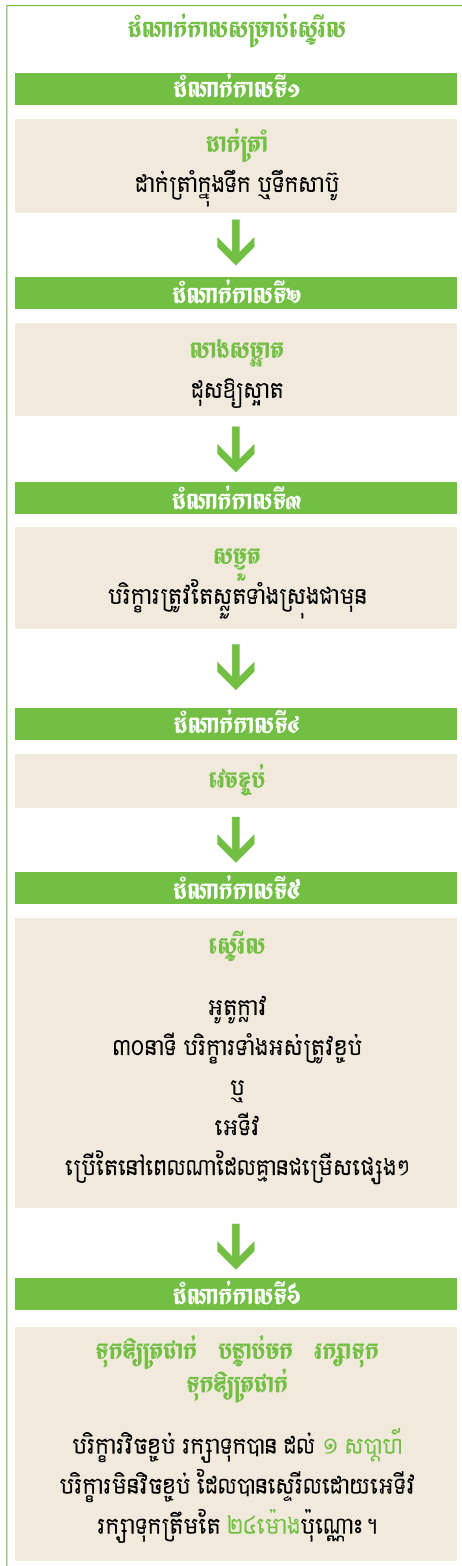 ដំណាក់កាលសម្រាប់ស្ទើរីល
ដំណាក់កាលទី១
ដាក់ត្រាំ
ដាក់ត្រាំក្នុងទឹក ឬទឹកសាប៊ូ
ដំណាក់កាលទី២
លាងសម្អាត
ដុសឱ្យស្អាត
ដំណាក់កាលទី៣
សម្ងួត
បរិក្ខារត្រូវតែស្ងួតទាំងស្រុងជាមុន
ដំណាក់កាលទី៤
វេចខ្ចប់
ដំណាក់កាលទី៥
ស្ទើរីល
អូតូក្លាវ
៣០នាទី បរិក្ខារទាំងអស់ត្រូវខ្ចប់
ឬ
អេទីវ
ប្រើតែនៅពេលណាដែលគ្មានជម្រើសផ្សេងៗ
ដំណាក់កាលទី៦
ទុកឱ្យត្រជាក់ បន្ទាប់មក រក្សាទុក
ទុកឱ្យត្រជាក់
បរិក្ខារវិចខ្ចប់ រក្សាទុកបាន ដល់ ១ សប្តាហ៍
បរិក្ខារមិនវិចខ្ចប់ ដែលបានស្ទើរីលដោយអេទីវ
រក្សាទុកត្រឹមតែ ២៤ម៉ោងប៉ុណ្ណោះ។